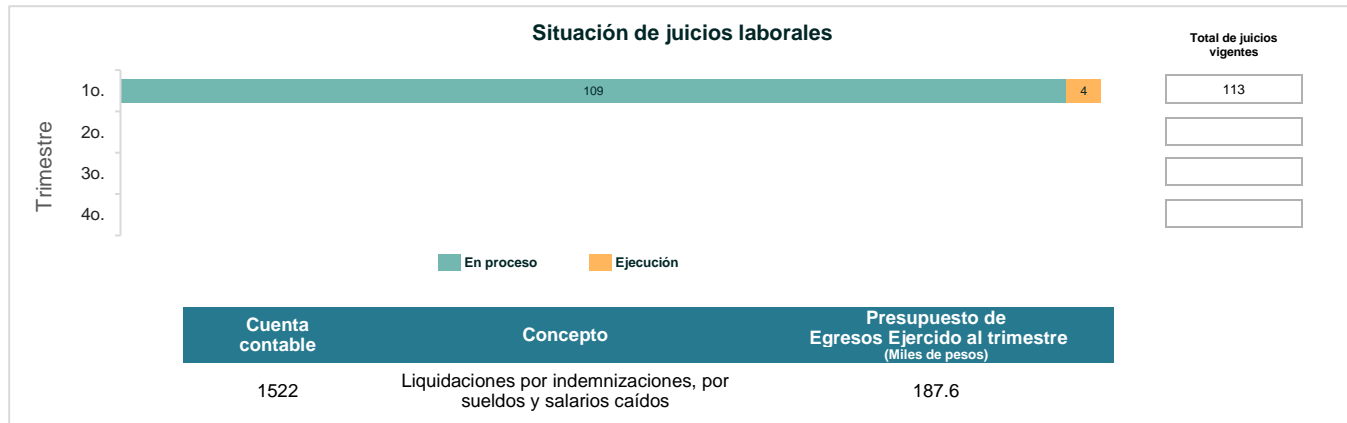 Situación de juicios laborales
Total de juicios
vigentes
Trimestre
1o.
109
4
113
2o.
3o.
4o.
En proceso
Ejecución
Cuenta
contable
Concepto
Presupuesto de
Egresos Ejercido al trimestre
(Miles de pesos)
1522
Liquidaciones por indemnizaciones, por
sueldos y salarios caídos
187.6